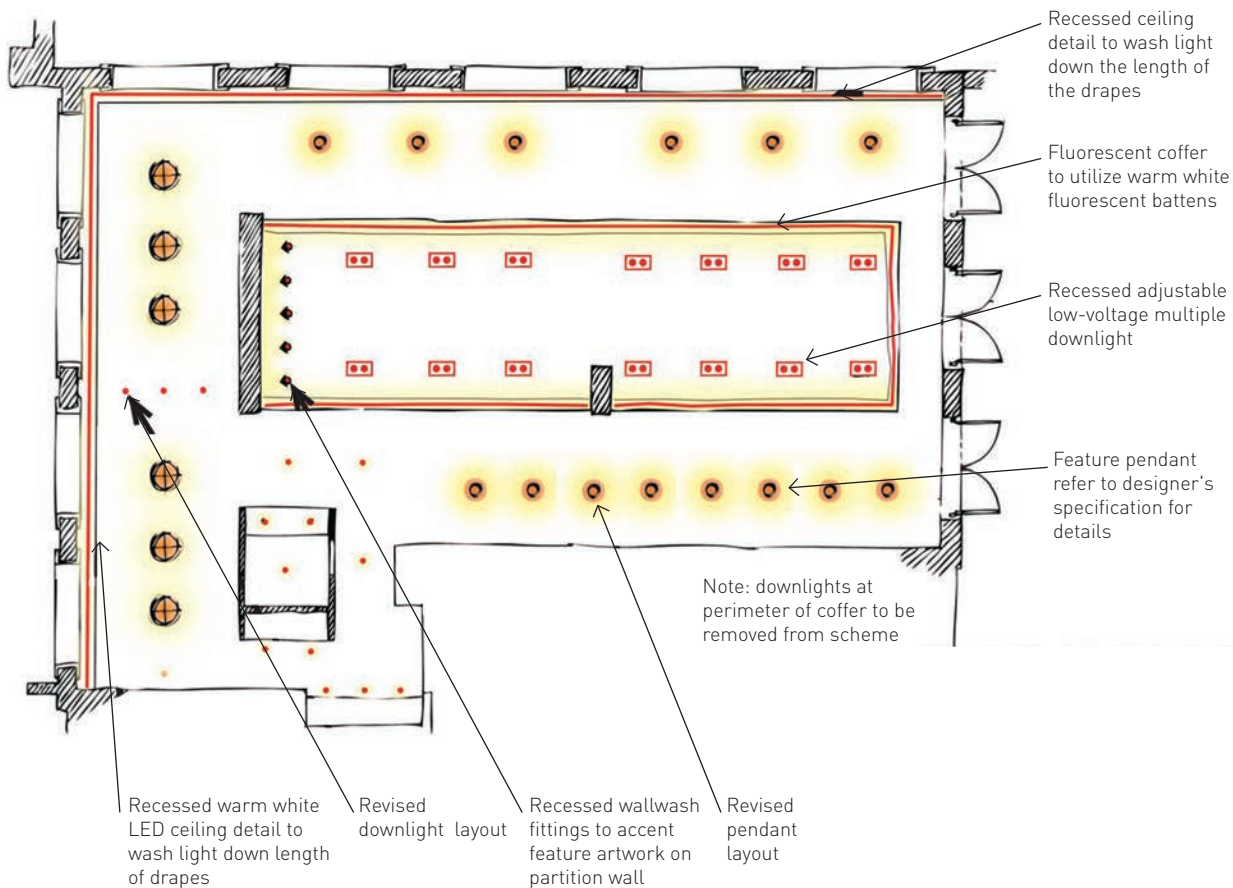 Recessed ceiling
detail to wash light
down the length of
the drapes
Fluorescent coffer
to utilize warm white
fluorescent battens
Recessed adjustable
low-voltage multiple
downlight
Feature pendant
refer to designer's
specification for
details
Note: downlights at
perimeter of coffer to be
removed from scheme
Recessed warm white
LED ceiling detail to
wash light down length
of drapes
Revised
downlight layout
Recessed wallwash
fittings to accent
feature artwork on
partition wall
Revised
pendant
layout